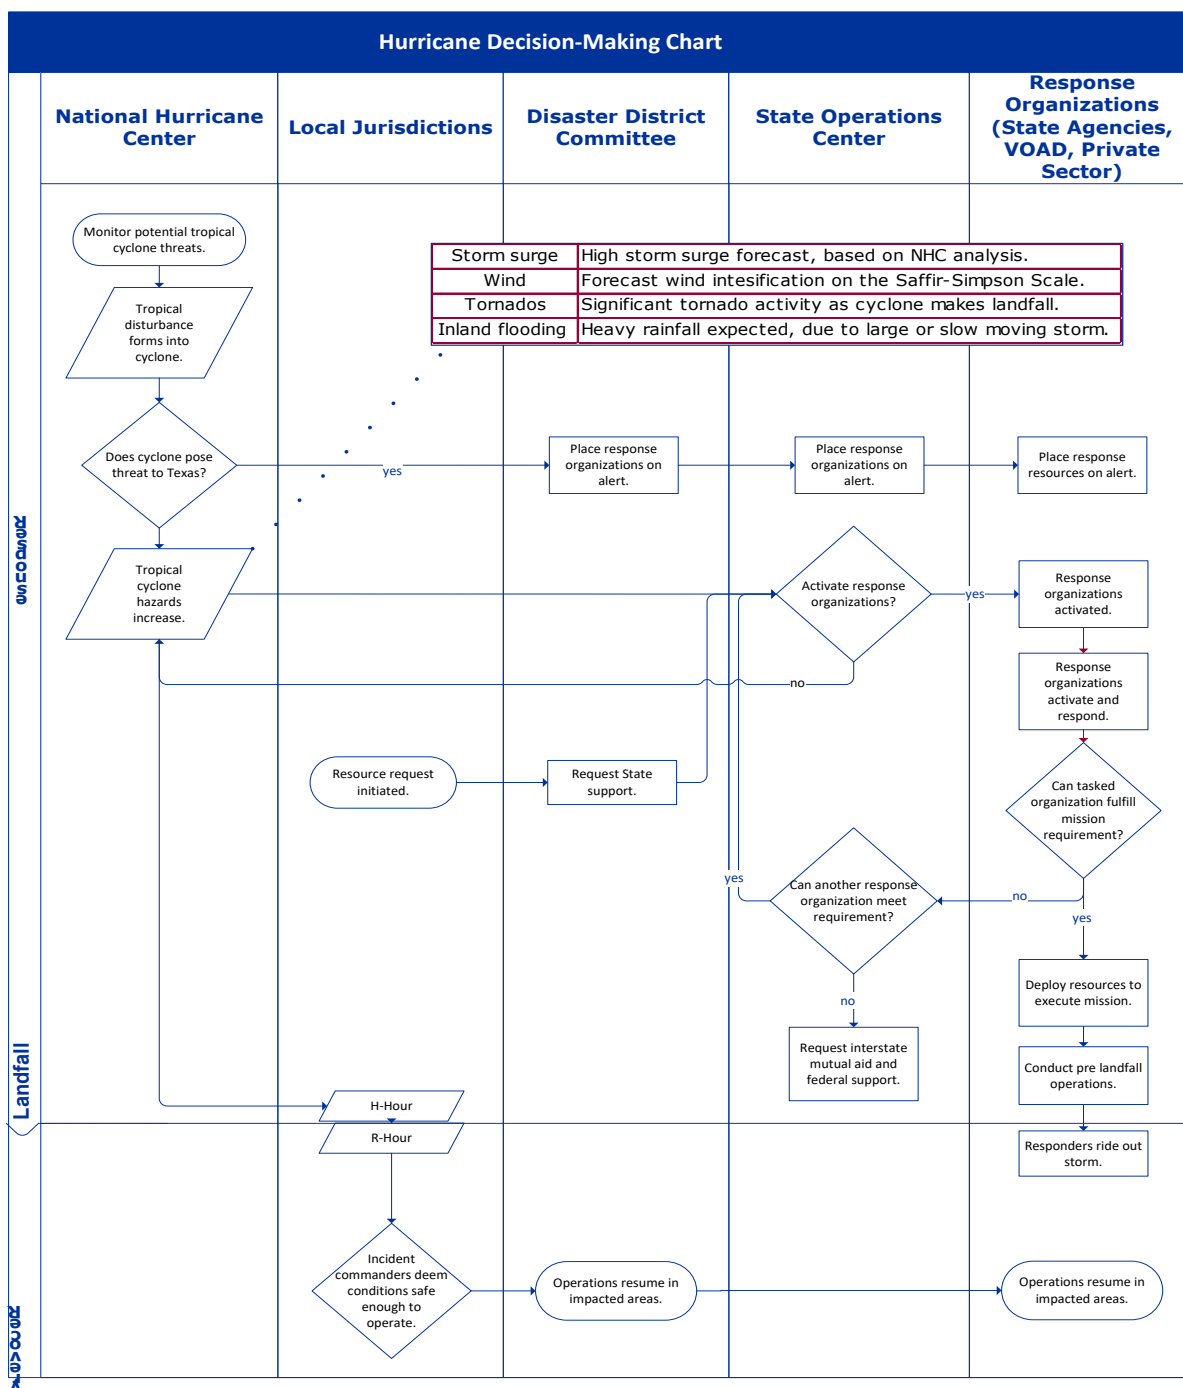 Hurricane Decision-Making Chart
National Hurricane
Center
Local Jurisdictions
Disaster District
Committee
State Operations
Center
Response
Organizations
(State Agencies,
VOAD, Private
Sector)
Monitor potential tropical
cyclone threats.
Storm surge High storm surge forecast, based on NHC analysis.
Wind Forecast wind intesification on the Saffir-Simpson Scale.
Tornados Significant tornado activity as cyclone makes landfall.
Inland flooding Heavy rainfall expected, due to large or slow moving storm.
Tropical
disturbance
forms into
cyclone.
Does cyclone pose
threat to Texas?
yes
Place response
organizations on
alert.
Place response
organizations on
alert.
Place response
resources on alert.
Tropical
cyclone
hazards
increase.
Activate response
organizations?
yes
Response
organizations
activated.
no
Response
organizations
activate and
respond.
Resource request
initiated.
Request State
support.
Can tasked
organization fulfill
mission
requirement?
Can another response
organization meet
requirement?
yes
no
yes
no
Deploy resources to
execute mission.
Request interstate
mutual aid and
federal support.
Conduct pre landfall
operations.
Landfall
H-Hour
R-Hour
Responders ride out
storm.
Incident
commanders deem
conditions safe
enough to
operate.
Operations resume in
impacted areas.
Operations resume in
impacted areas.